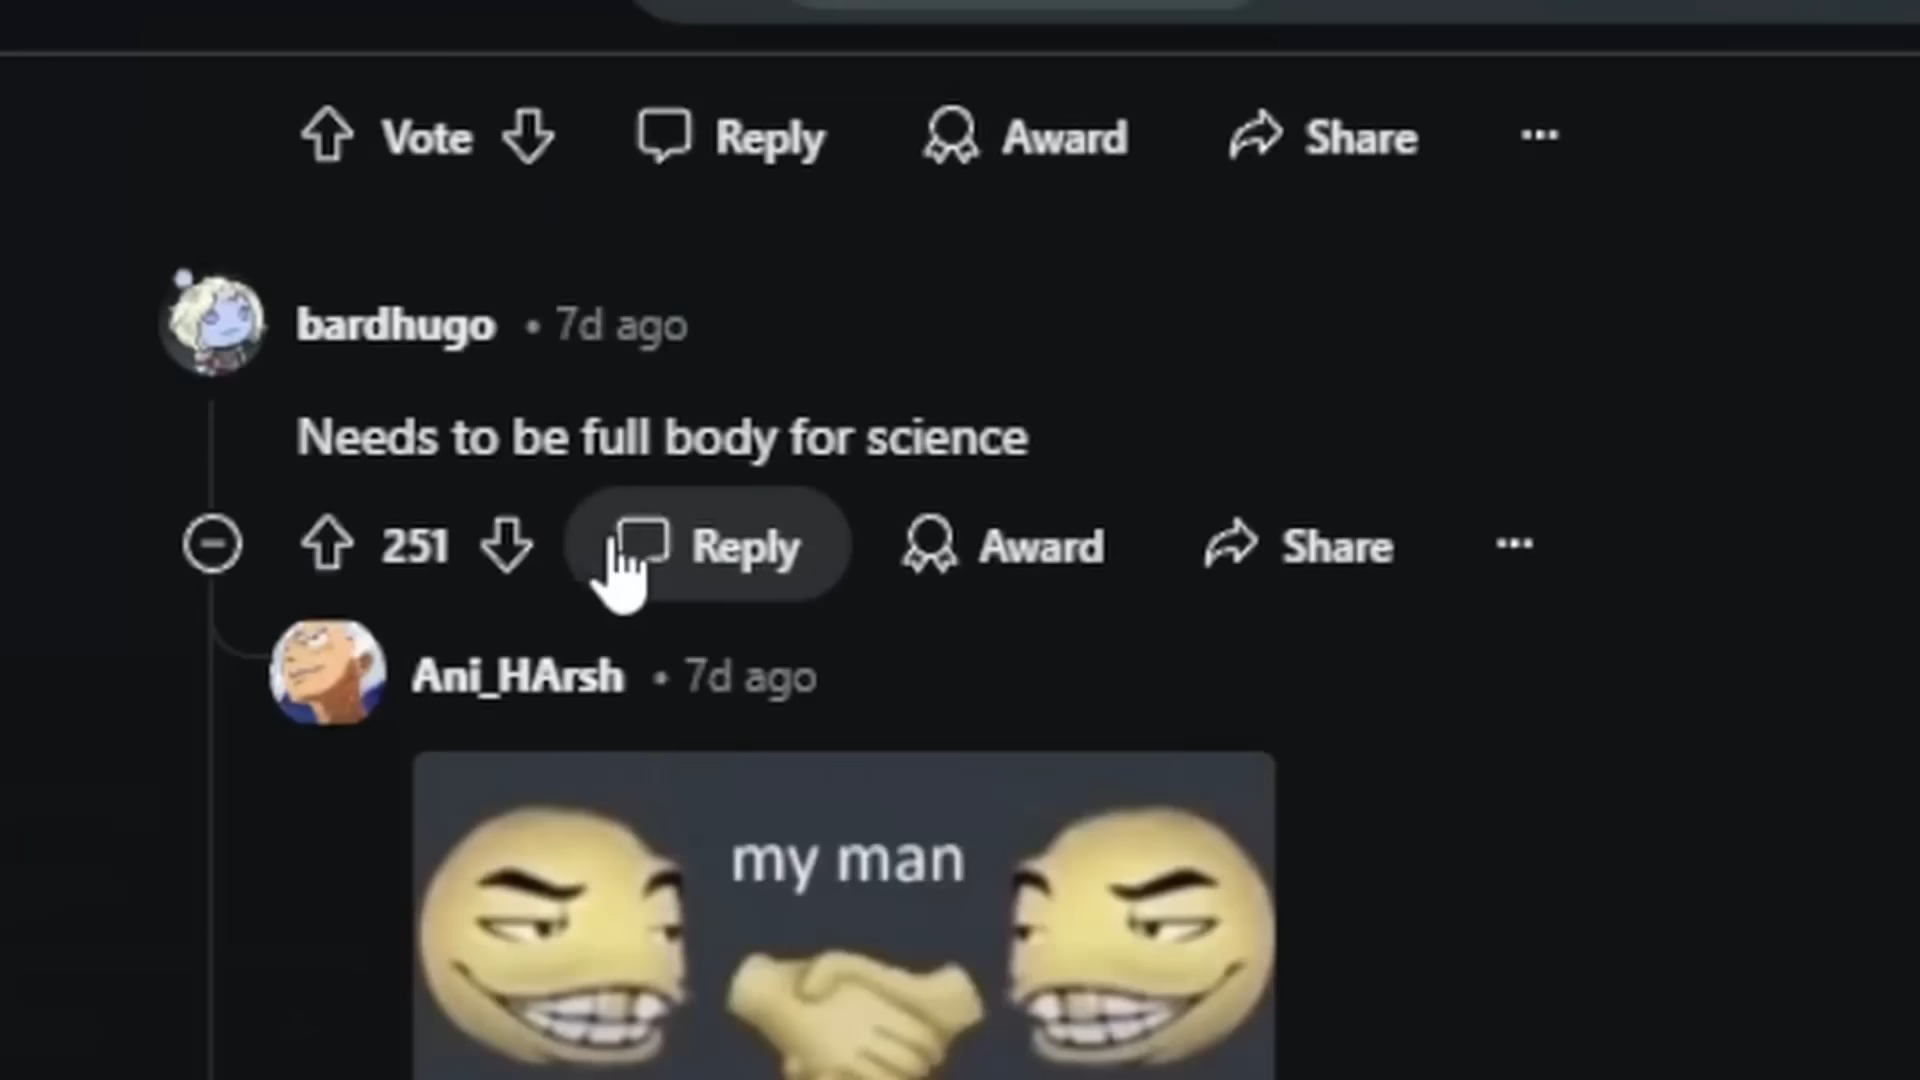 Vote Reply Award Share
bardhugo • 7d ago
Needs to be full body for science
251 Reply Award Share
Ani_HArsh • 7d ago
my man